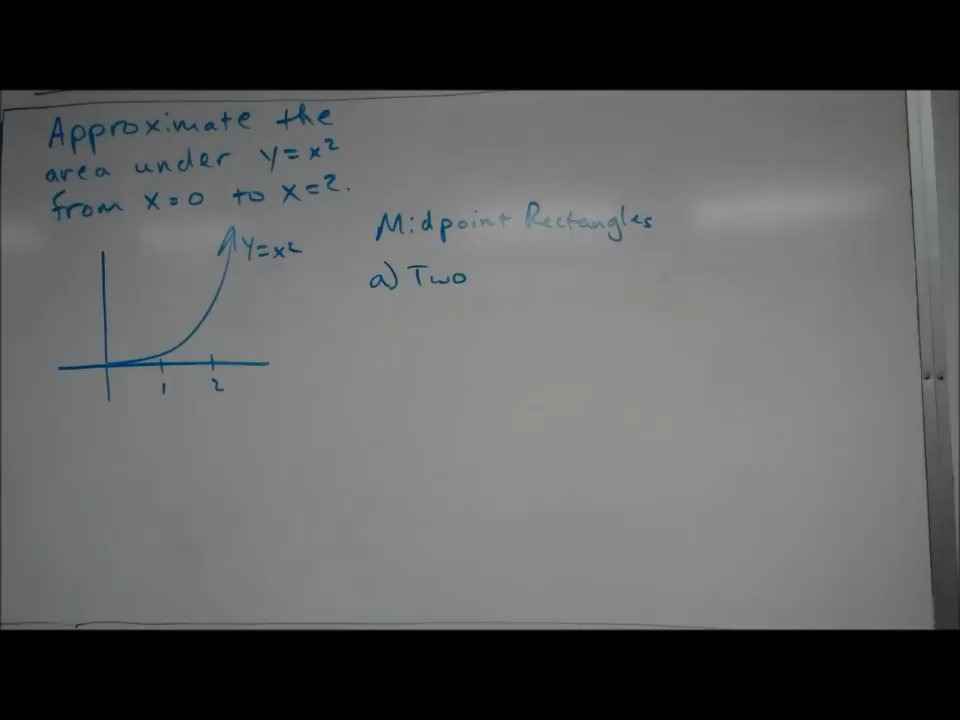 Approximate the
area under y=x²
from x=0 to x=2.
Midpoint Rectangles
y=x²
a) Two
1 2